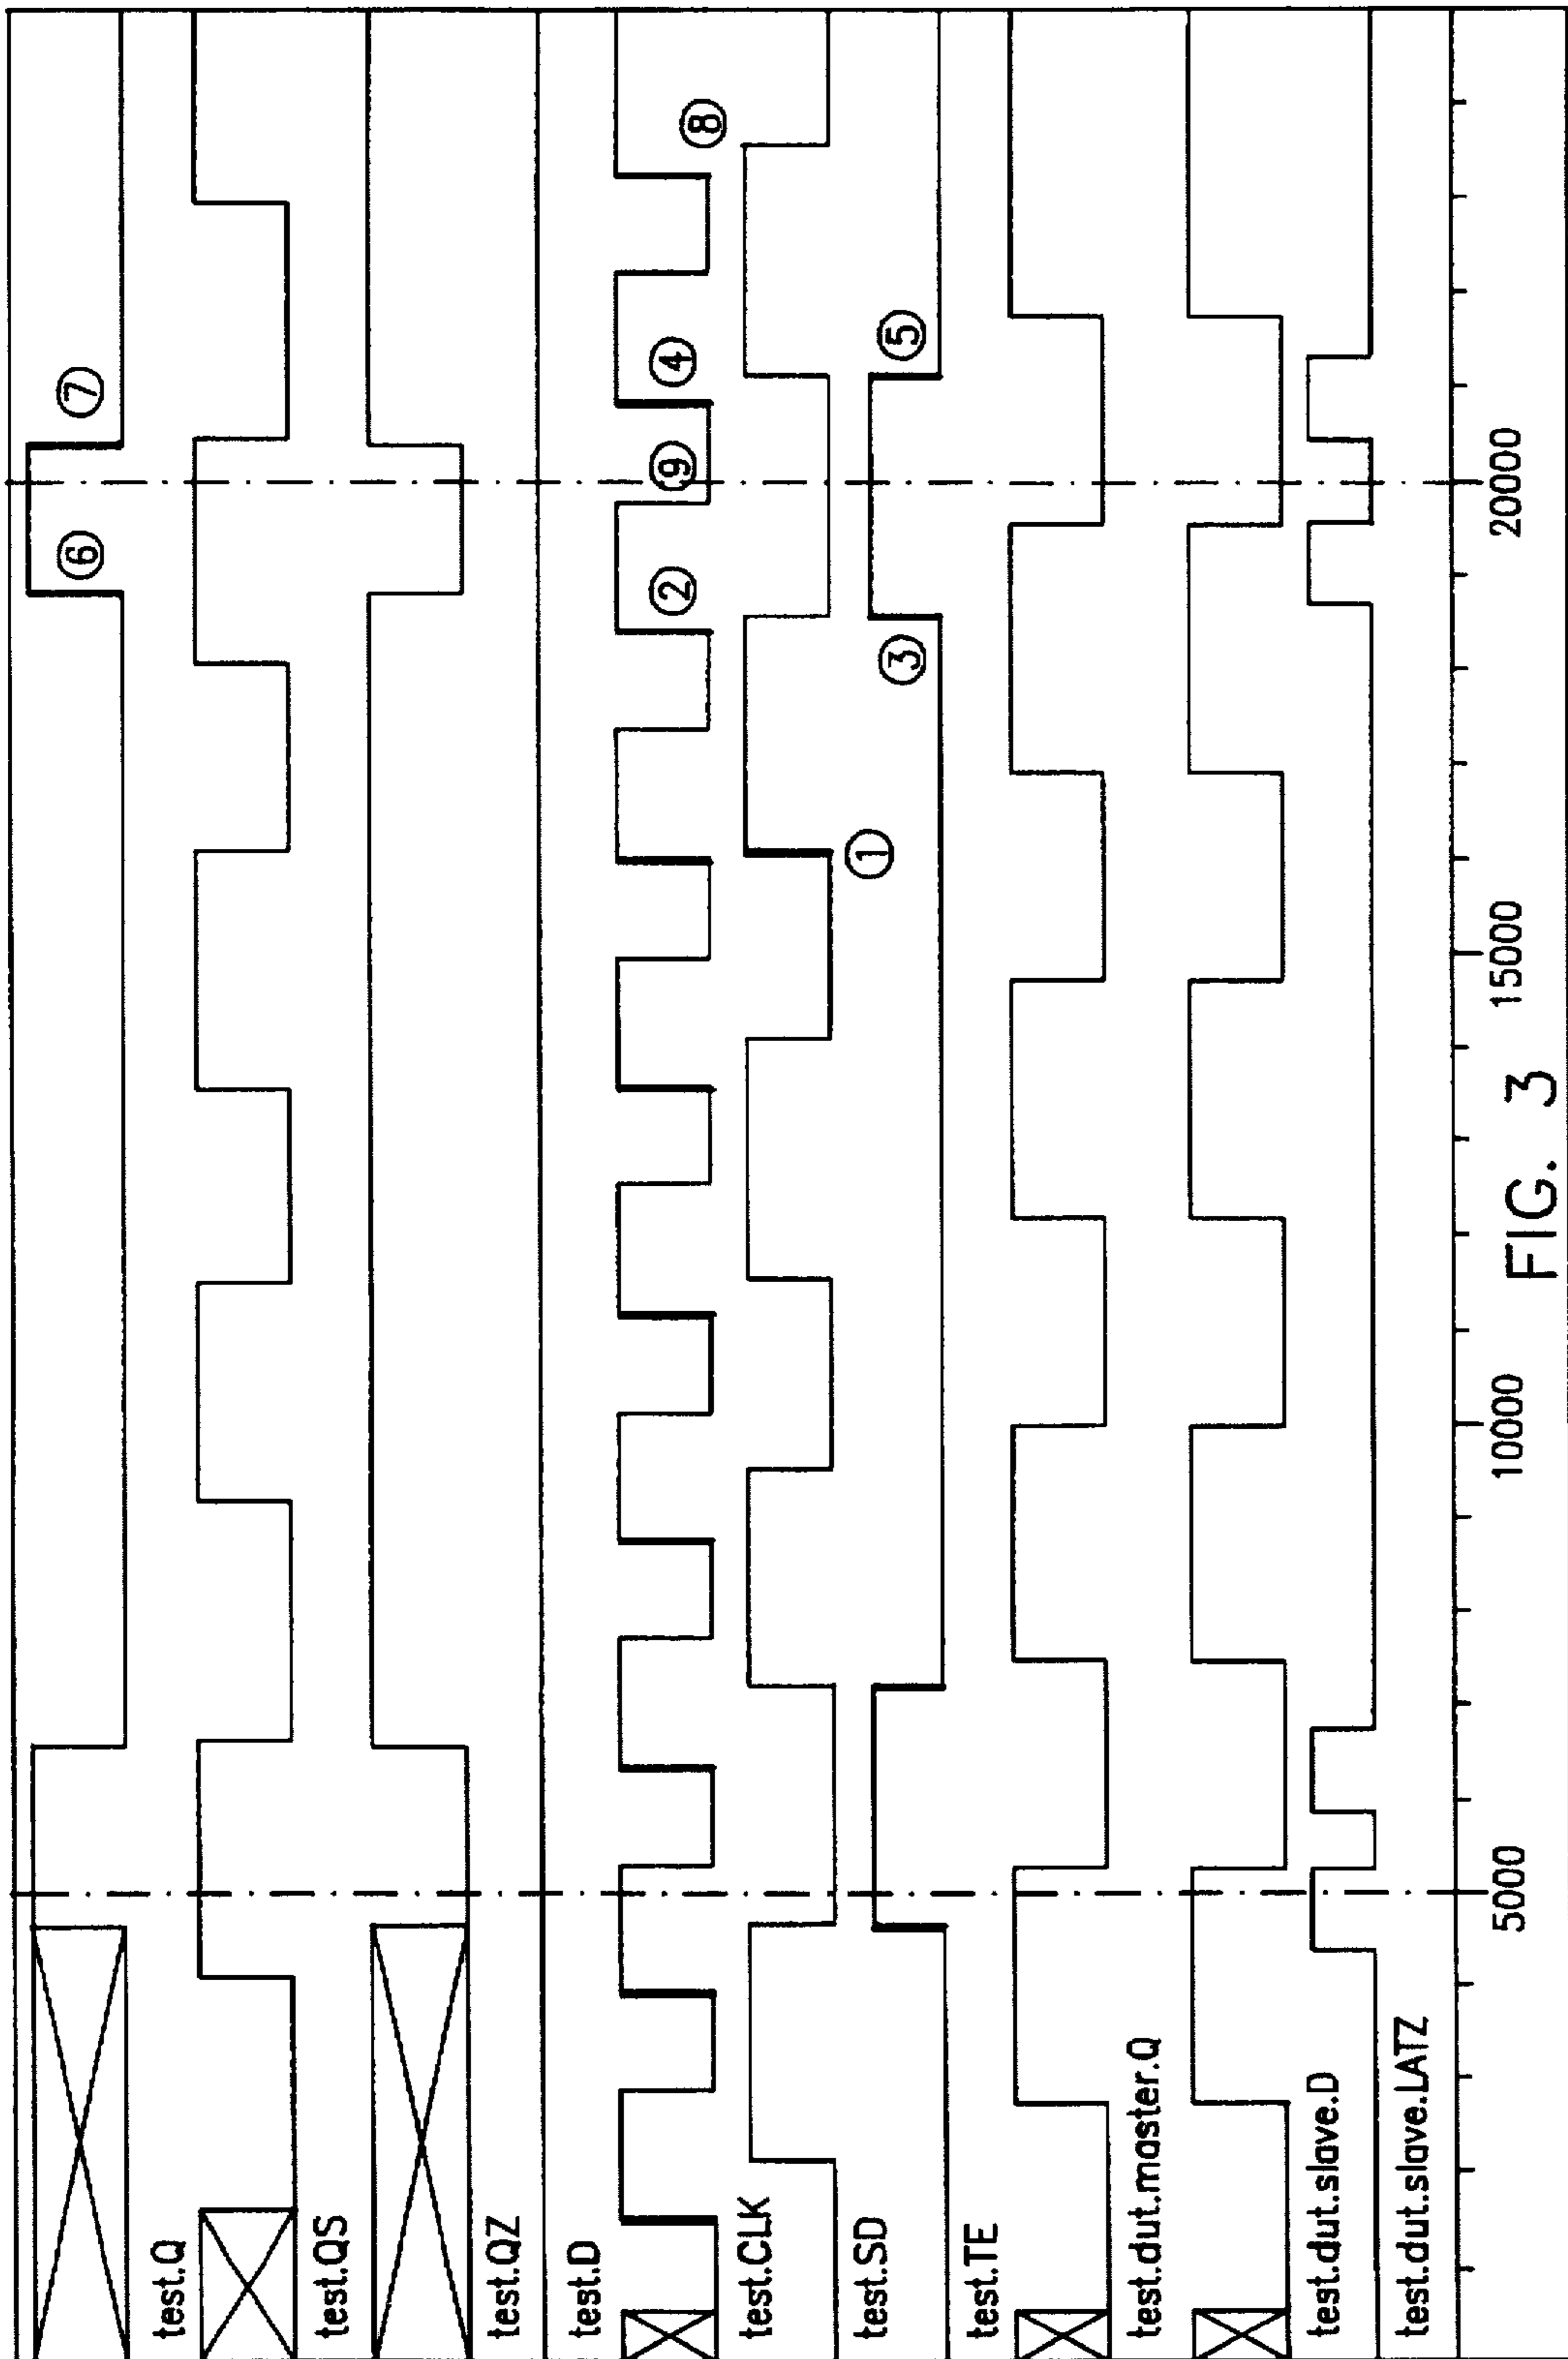 test.Q
test.QS
test.QZ
test.D
test.CLK
test.SD
test.TE
test.dut.master.Q
test.dut.slave.D
test.dut.slave.LATZ
⑥ ⑦
② ⑨ ④ ⑧
① ③ ⑤
5000 10000 15000 20000
FIG. 3